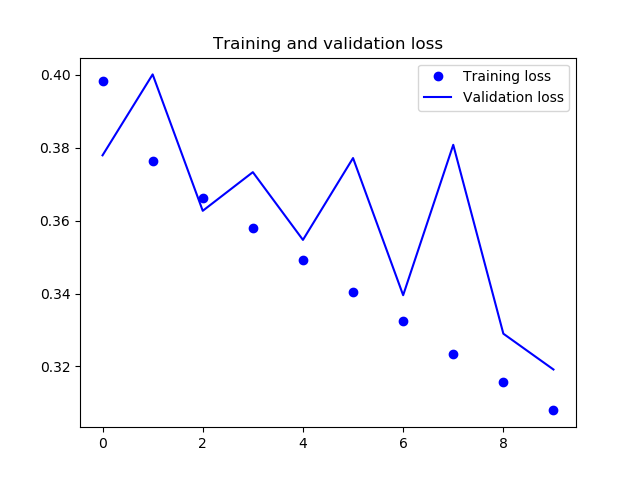 Training and validation loss
Training loss
Validation loss
0.40
0.38
0.36
0.34
0.32
0 2 4 6 8